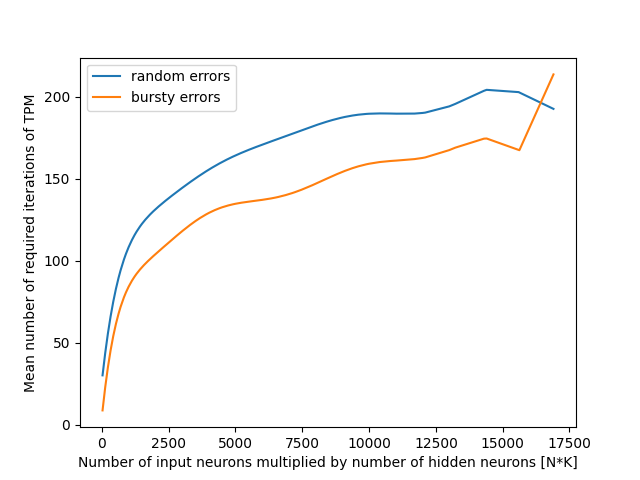 random errors
bursty errors
Mean number of required iterations of TPM
200
150
100
50
0
0 2500 5000 7500 10000 12500 15000 17500
Number of input neurons multiplied by number of hidden neurons [N*K]